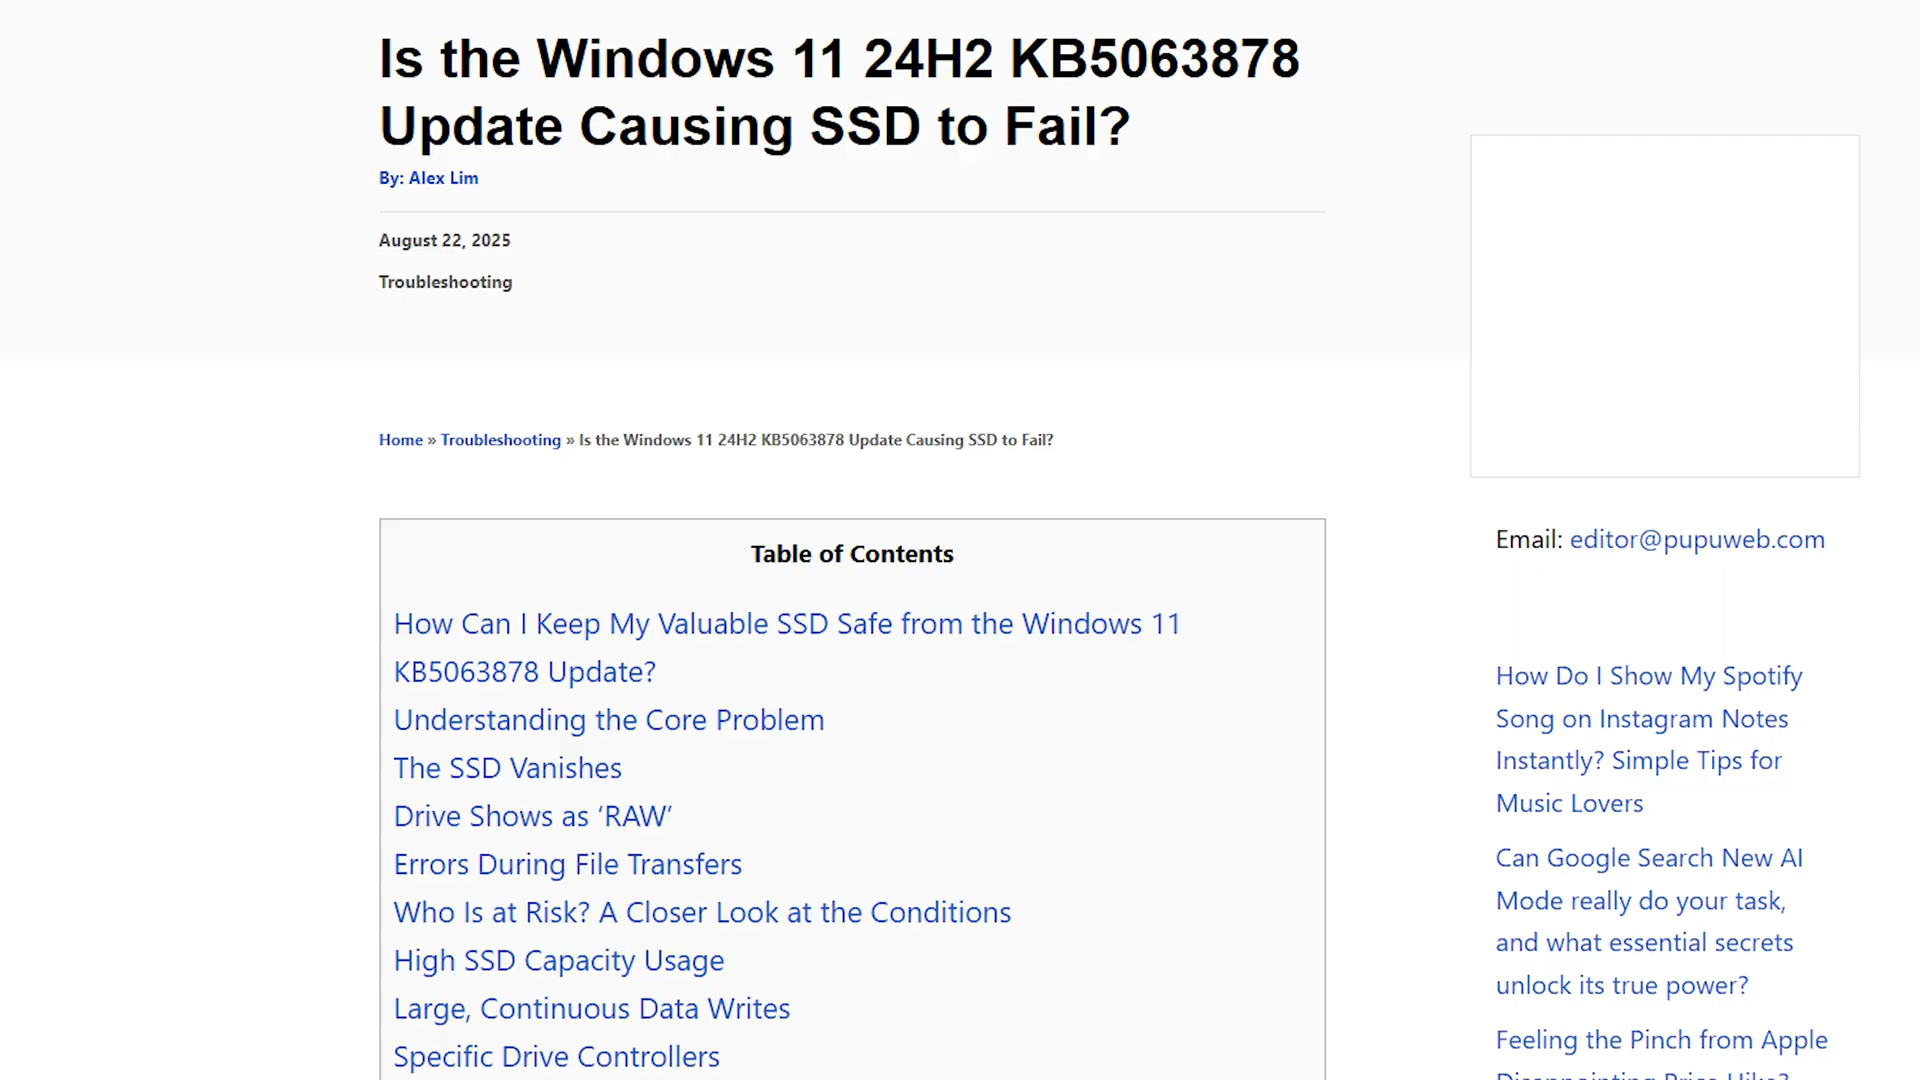 Is the Windows 11 24H2 KB5063878
Update Causing SSD to Fail?
By: Alex Lim
August 22, 2025
Troubleshooting
Home » Troubleshooting » Is the Windows 11 24H2 KB5063878 Update Causing SSD to Fail?
Table of Contents
How Can I Keep My Valuable SSD Safe from the Windows 11
KB5063878 Update?
Understanding the Core Problem
The SSD Vanishes
Drive Shows as ‘RAW’
Errors During File Transfers
Who Is at Risk? A Closer Look at the Conditions
High SSD Capacity Usage
Large, Continuous Data Writes
Specific Drive Controllers
Email: editor@pupuweb.com
How Do I Show My Spotify
Song on Instagram Notes
Instantly? Simple Tips for
Music Lovers
Can Google Search New AI
Mode really do your task,
and what essential secrets
unlock its true power?
Feeling the Pinch from Apple
Disappointing Price Hike?